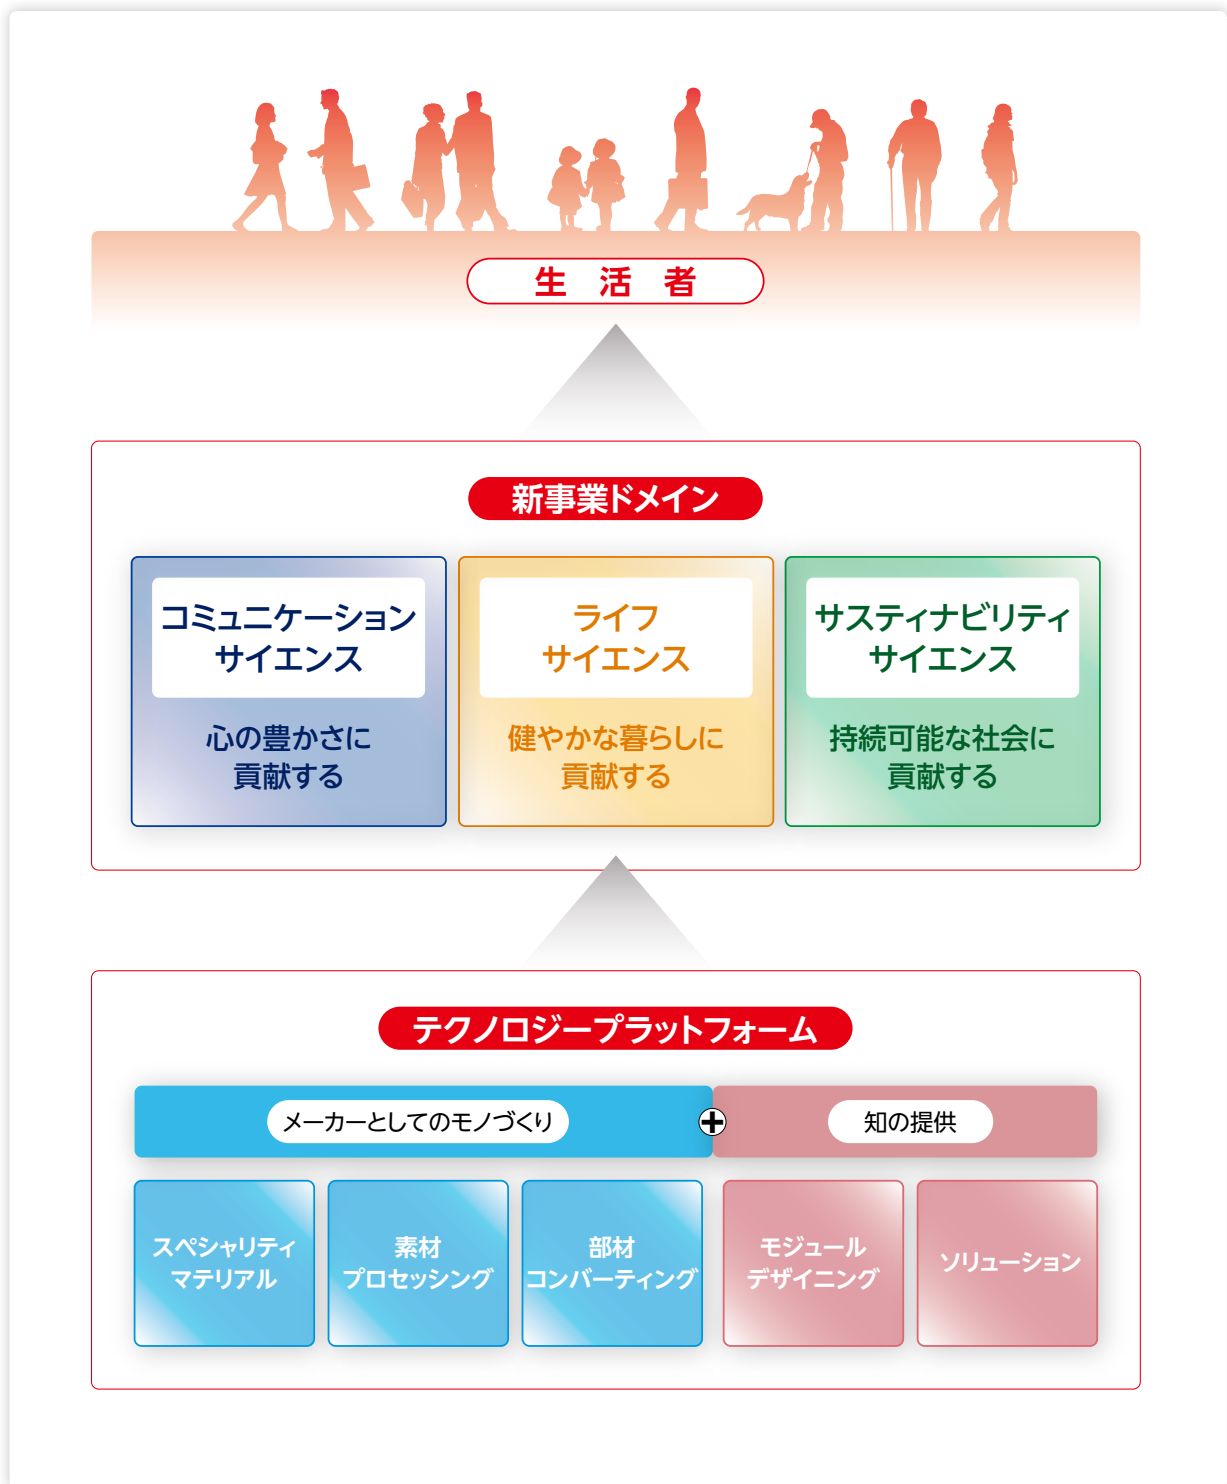 生活者
新事業ドメイン
コミュニケーション
サイエンス
心の豊かさに
貢献する
ライフ
サイエンス
健やかな暮らしに
貢献する
サスティナビリティ
サイエンス
持続可能な社会に
貢献する
テクノロジープラットフォーム
メーカーとしてのモノづくり
知の提供
スペシャリティ
マテリアル
素材
プロセッシング
部材
コンバーティング
モジュール
デザイニング
ソリューション